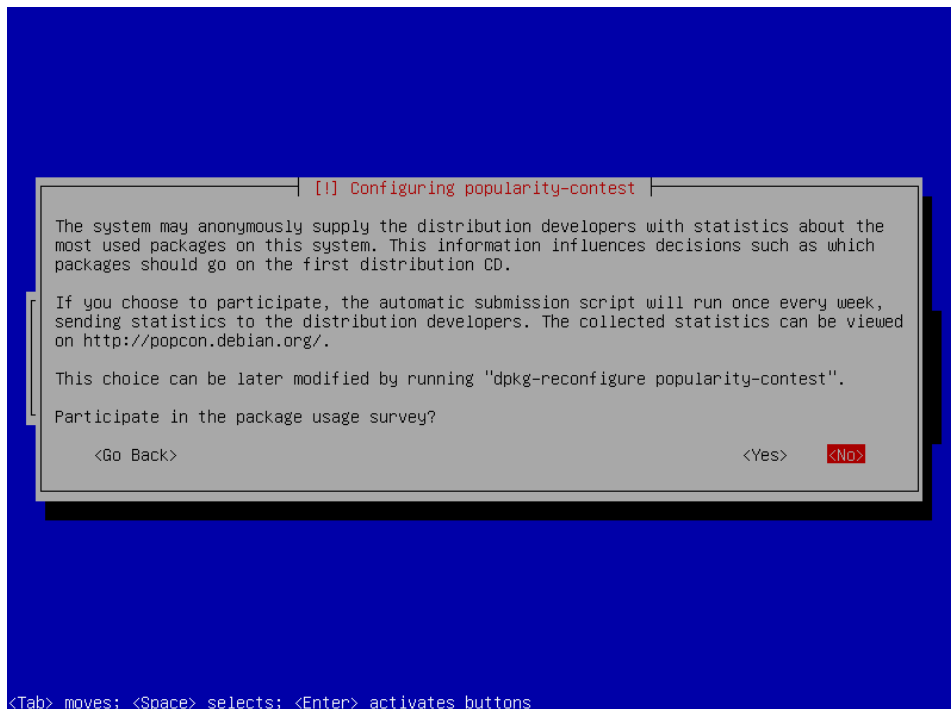 [!] Configuring popularity-contest
The system may anonymously supply the distribution developers with statistics about the
most used packages on this system. This information influences decisions such as which
packages should go on the first distribution CD.
If you choose to participate, the automatic submission script will run once every week,
sending statistics to the distribution developers. The collected statistics can be viewed
on http://popcon.debian.org/.
This choice can be later modified by running "dpkg-reconfigure popularity-contest".
Participate in the package usage survey?
<Go Back> <Yes> <No>
<Tab> moves; <Space> selects; <Enter> activates buttons